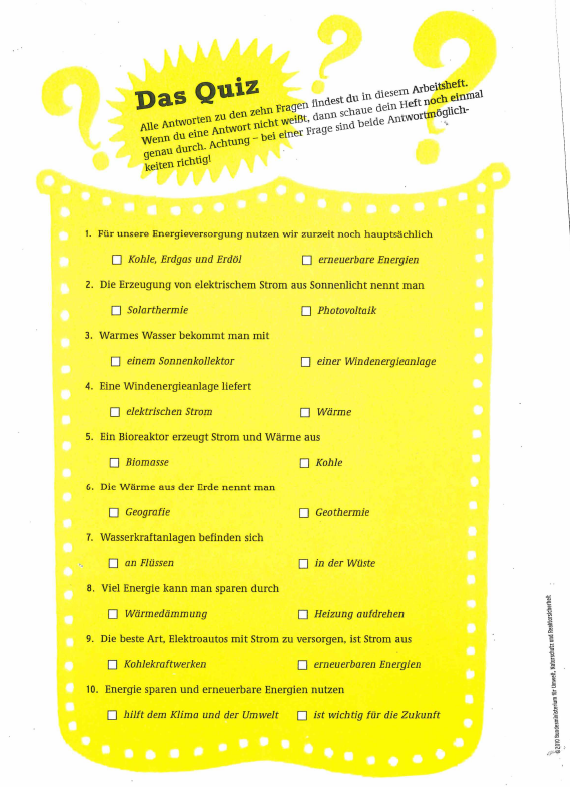 Das Quiz
Alle Antworten zu den zehn Fragen findest du in diesem Arbeitsheft.
Wenn du eine Antwort nicht weißt, dann schaue dein Heft noch einmal
genau durch. Achtung – bei einer Frage sind beide Antwortmöglich-
keiten richtig!
1. Für unsere Energieversorgung nutzen wir zurzeit noch hauptsächlich
☐ Kohle, Erdgas und Erdöl ☐ erneuerbare Energien
2. Die Erzeugung von elektrischem Strom aus Sonnenlicht nennt man
☐ Solarthermie ☐ Photovoltaik
3. Warmes Wasser bekommt man mit
☐ einem Sonnenkollektor ☐ einer Windenergieanlage
4. Eine Windenergieanlage liefert
☐ elektrischen Strom ☐ Wärme
5. Ein Bioreaktor erzeugt Strom und Wärme aus
☐ Biomasse ☐ Kohle
6. Die Wärme aus der Erde nennt man
☐ Geografie ☐ Geothermie
7. Wasserkraftanlagen befinden sich
☐ an Flüssen ☐ in der Wüste
8. Viel Energie kann man sparen durch
☐ Wärmedämmung ☐ Heizung aufdrehen
9. Die beste Art, Elektroautos mit Strom zu versorgen, ist Strom aus
☐ Kohlekraftwerken ☐ erneuerbaren Energien
10. Energie sparen und erneuerbare Energien nutzen
☐ hilft dem Klima und der Umwelt ☐ ist wichtig für die Zukunft
©2010 Bundesministerium für Umwelt, Naturschutz und Reaktorsicherheit